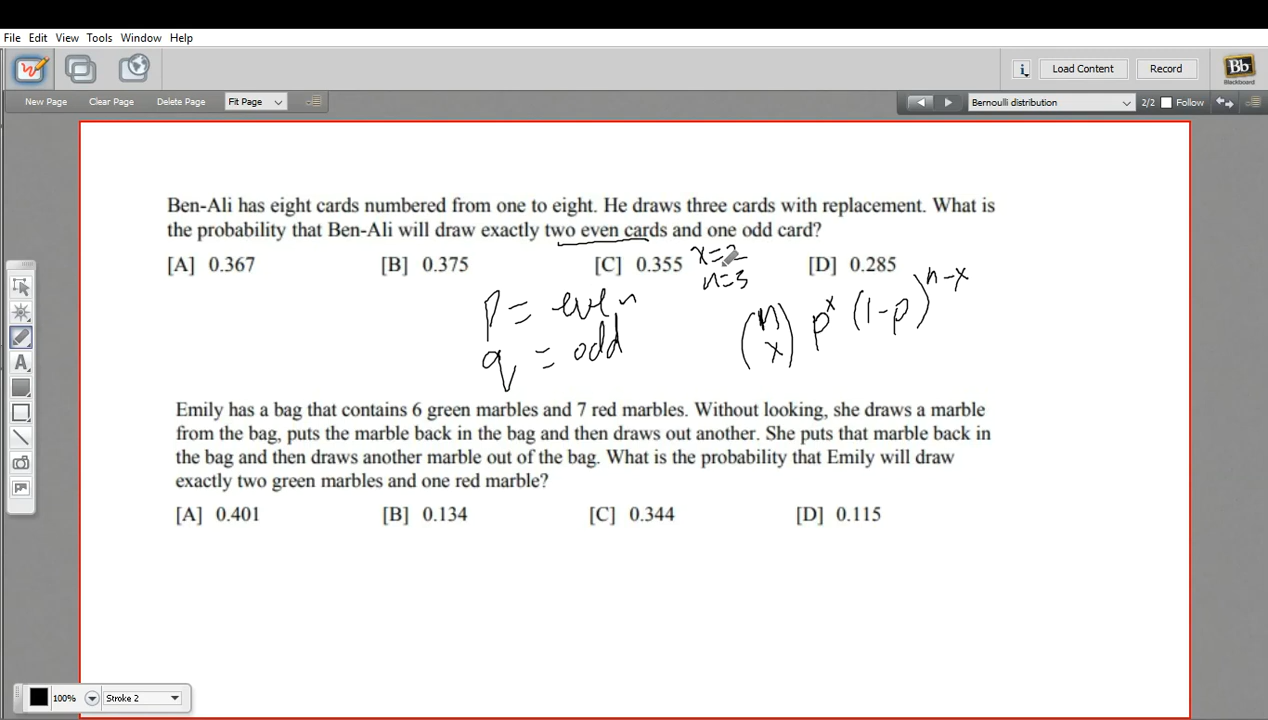 File Edit View Tools Window Help
Load Content Record Bb Blackboard
New Page Clear Page Delete Page Fit Page Bernoulli distribution 2/2 Follow
Ben-Ali has eight cards numbered from one to eight. He draws three cards with replacement. What is
the probability that Ben-Ali will draw exactly two even cards and one odd card?
[A] 0.367 [B] 0.375 [C] 0.355 [D] 0.285
x=2
n=3
p = even
q = odd
(n x) p^x (1-p)^n-x
Emily has a bag that contains 6 green marbles and 7 red marbles. Without looking, she draws a marble
from the bag, puts the marble back in the bag and then draws out another. She puts that marble back in
the bag and then draws another marble out of the bag. What is the probability that Emily will draw
exactly two green marbles and one red marble?
[A] 0.401 [B] 0.134 [C] 0.344 [D] 0.115
100% Stroke 2